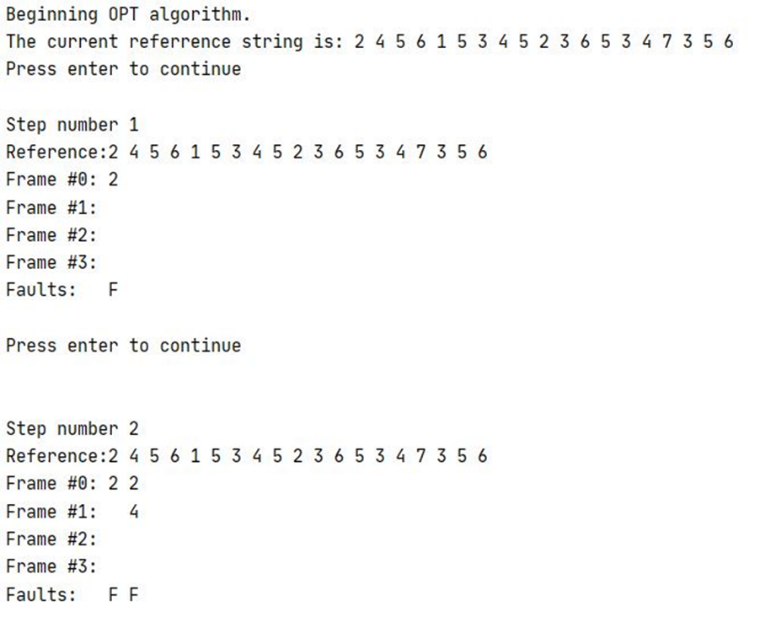 Beginning OPT algorithm.
The current referrence string is: 2 4 5 6 1 5 3 4 5 2 3 6 5 3 4 7 3 5 6
Press enter to continue
Step number 1
Reference:2 4 5 6 1 5 3 4 5 2 3 6 5 3 4 7 3 5 6
Frame #0: 2
Frame #1:
Frame #2:
Frame #3:
Faults:   F
Press enter to continue
Step number 2
Reference:2 4 5 6 1 5 3 4 5 2 3 6 5 3 4 7 3 5 6
Frame #0: 2 2
Frame #1:   4
Frame #2:
Frame #3:
Faults:   F F